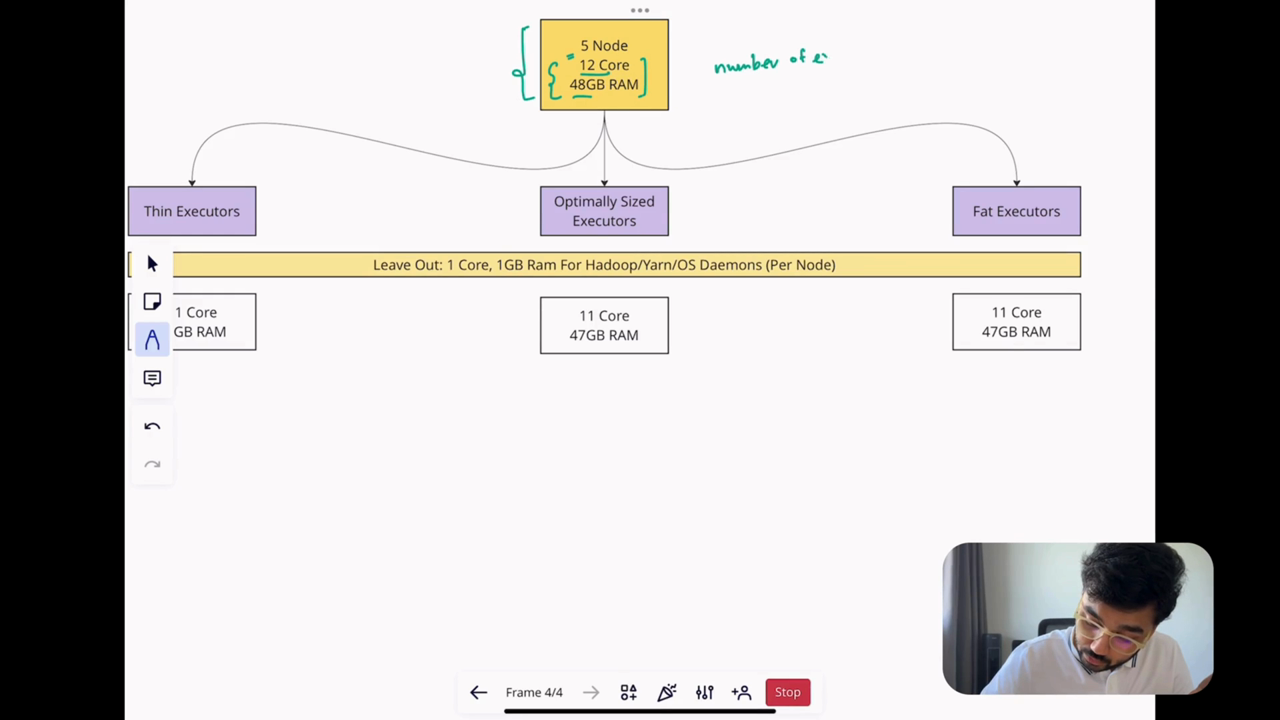 5 Node
12 Core
48GB RAM
number of
Thin Executors
Optimally Sized
Executors
Fat Executors
Leave Out: 1 Core, 1GB Ram For Hadoop/Yarn/OS Daemons (Per Node)
1 Core
GB RAM
11 Core
47GB RAM
11 Core
47GB RAM
Frame 4/4
Stop